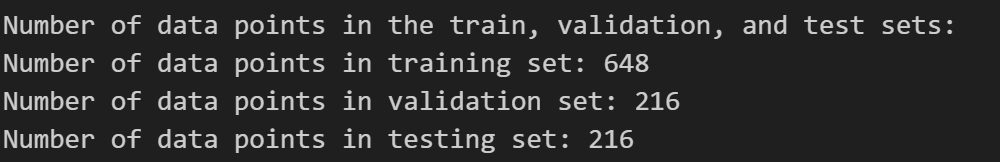 Number of data points in the train, validation, and test sets:
Number of data points in training set: 648
Number of data points in validation set: 216
Number of data points in testing set: 216